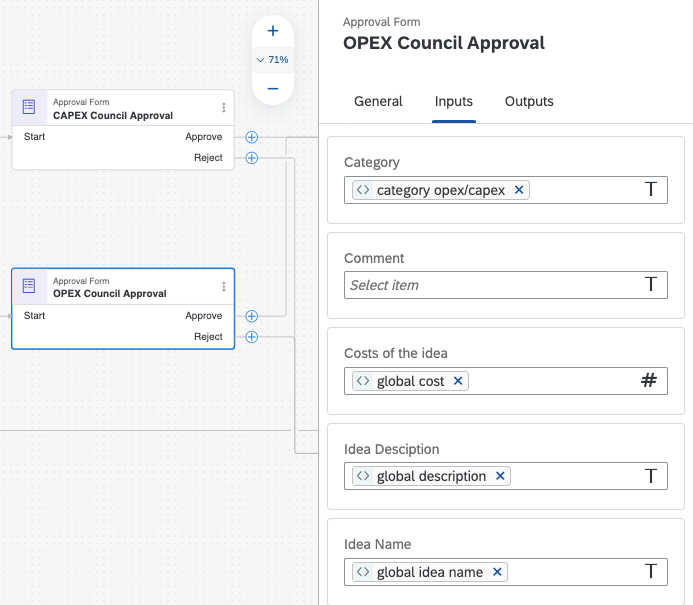 71%
Approval Form
CAPEX Council Approval
Start
Approve
Reject
Approval Form
OPEX Council Approval
Start
Approve
Reject
Approval Form
OPEX Council Approval
General
Inputs
Outputs
Category
category opex/capex
T
Comment
Select item
T
Costs of the idea
global cost
#
Idea Desciption
global description
T
Idea Name
global idea name
T